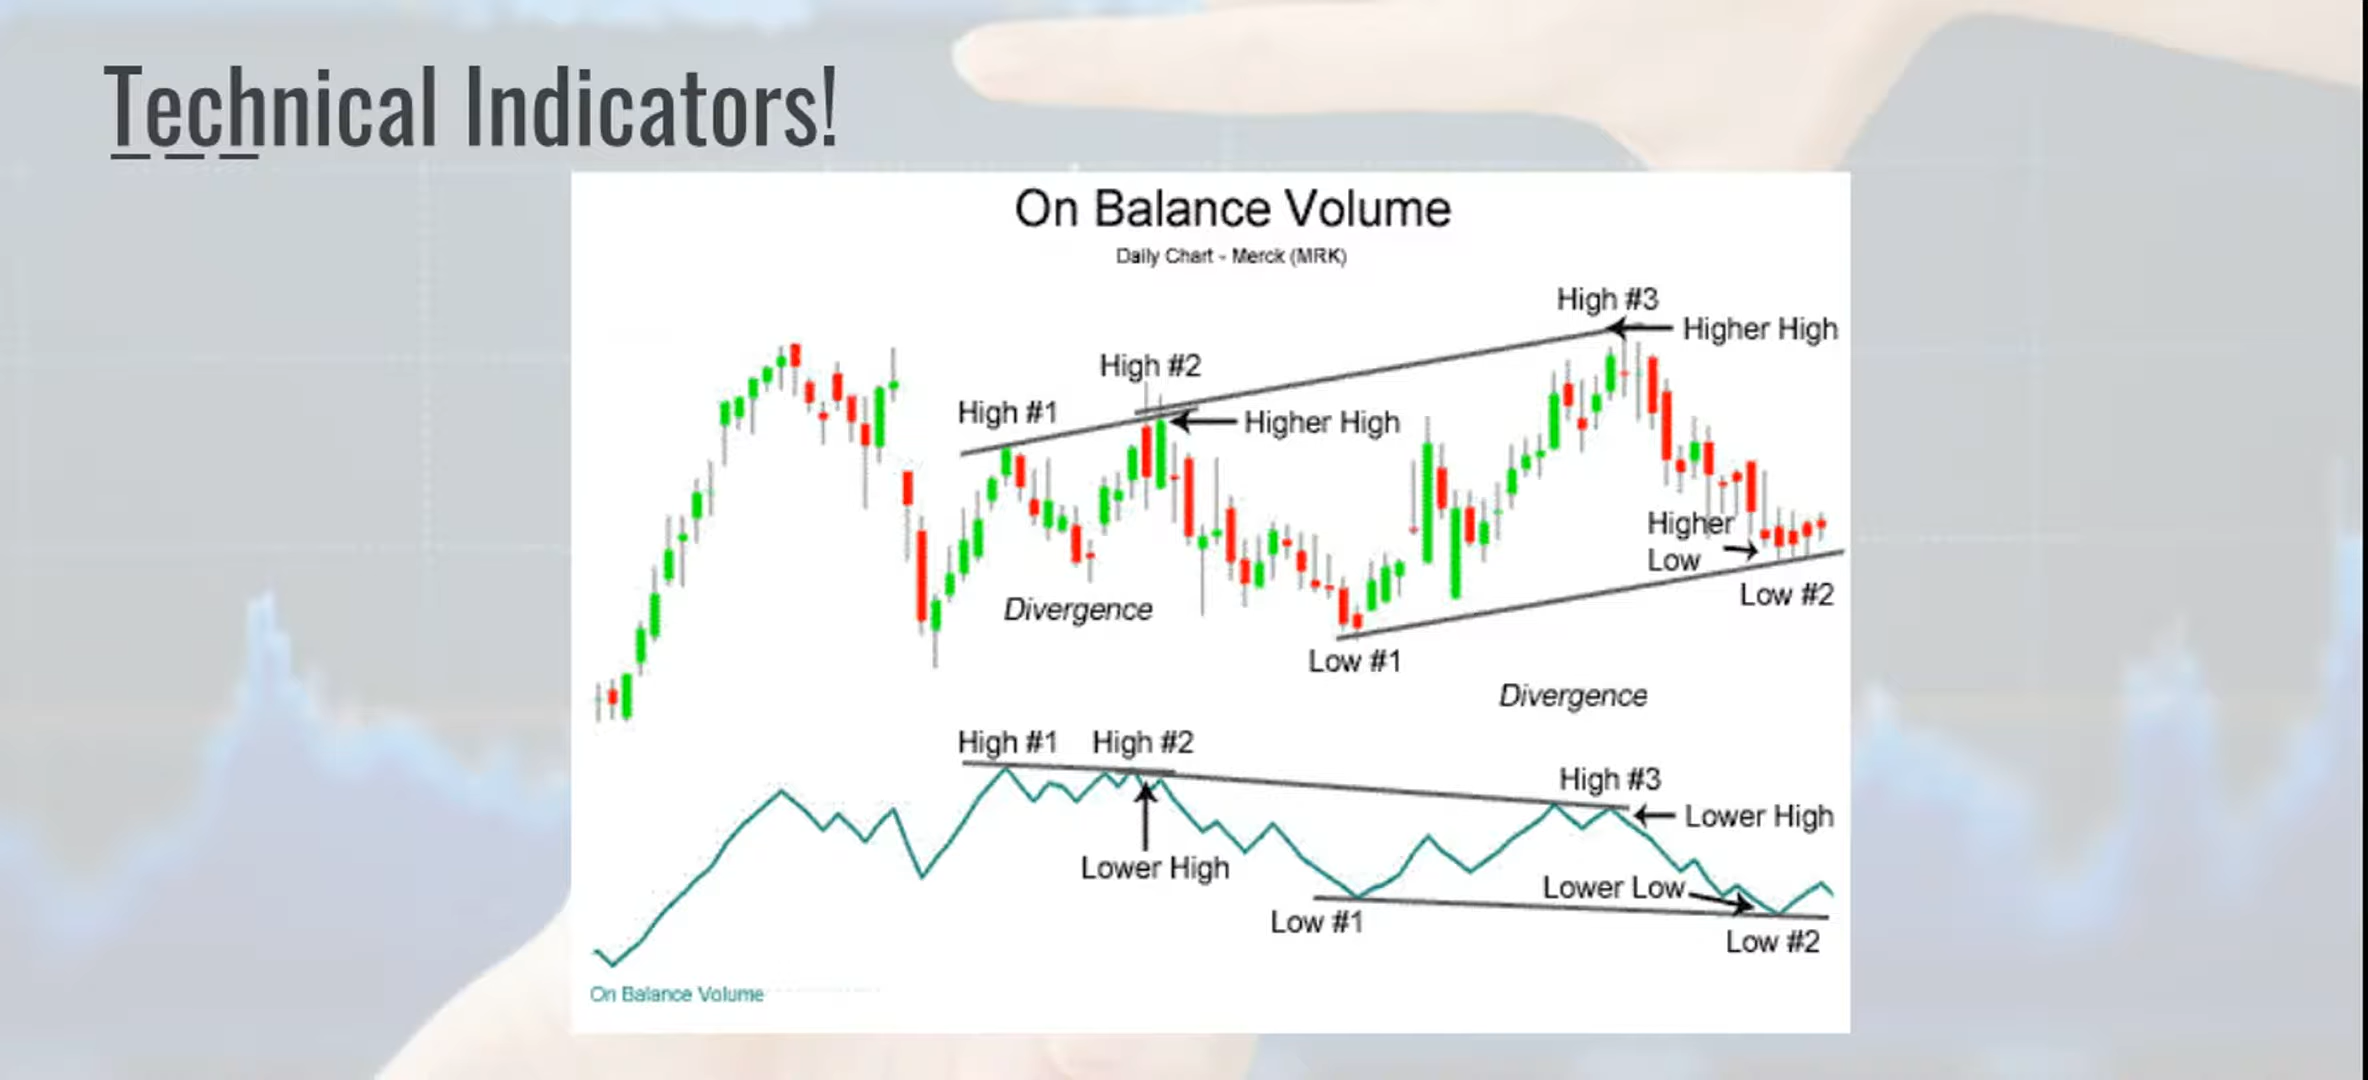 Technical Indicators!
On Balance Volume
Daily Chart - Merck (MRK)
High #3
Higher High
High #2
High #1
Higher High
Higher
Low
Low #2
Divergence
Low #1
Divergence
High #1
High #2
High #3
Lower High
Lower High
Lower Low
Low #1
Low #2
On Balance Volume